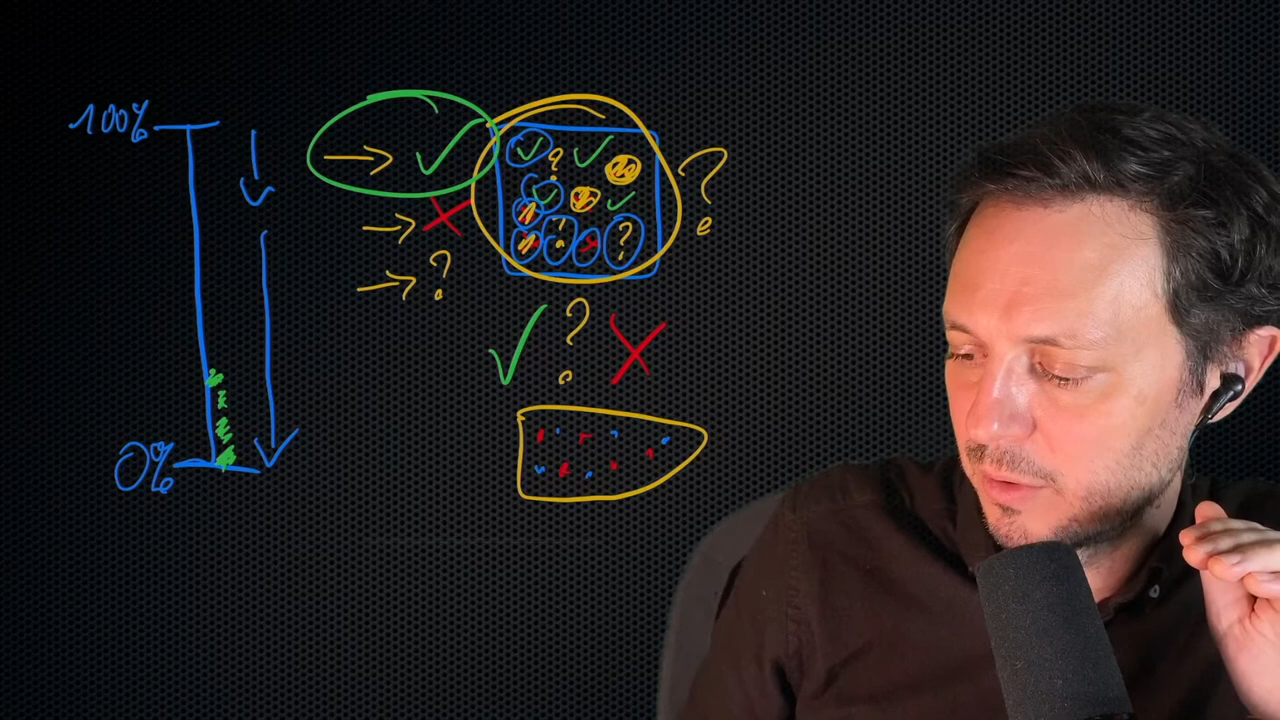 100%
→ ✓
✓ ? ✓
→ ✗
✓ ✓
→ ?
? ✗ ?
?
✓ ? ✗
0%